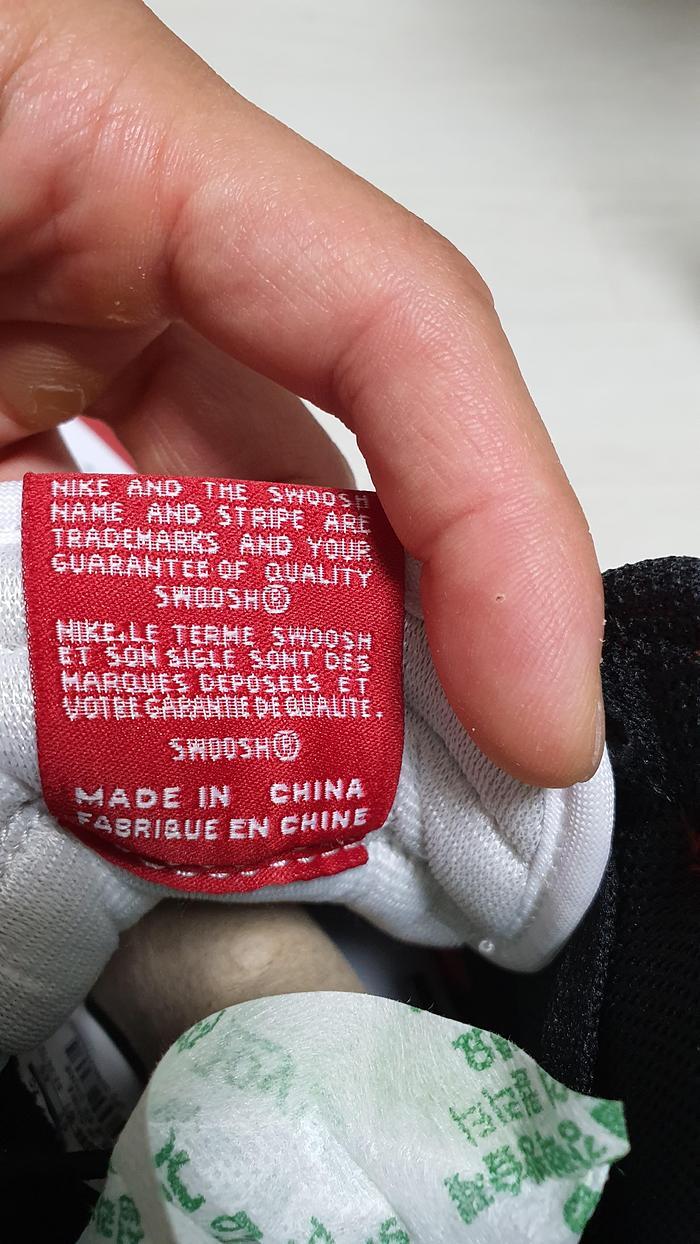 NIKE AND THE SWOOSH
NAME AND STRIPE ARE
TRADEMARKS AND YOUR
GUARANTEE OF QUALITY
SWOOSH®
NIKE.LE TERME SWOOSH
ET SON SIGLE SONT DES
MARQUES DEPOSEES ET
VOTRE GARANTIE DE QUALITE.
SWOOSH®
MADE IN CHINA
FABRIQUE EN CHINE